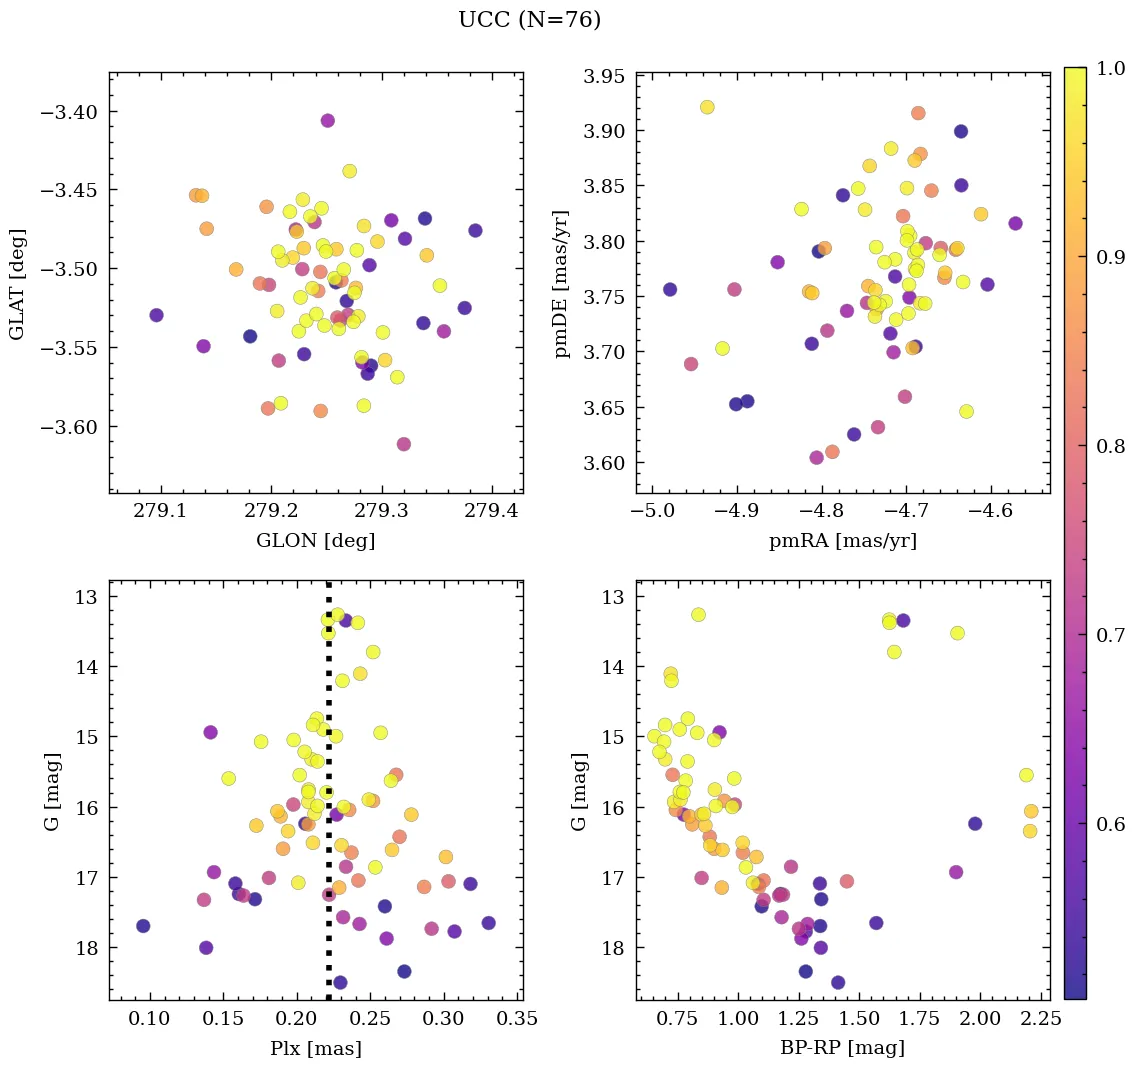 UCC (N=76)
−3.40
−3.45
−3.50
−3.55
−3.60
GLAT [deg]
279.1 279.2 279.3 279.4
GLON [deg]
3.95
3.90
3.85
3.80
3.75
3.70
3.65
3.60
pmDE [mas/yr]
−5.0 −4.9 −4.8 −4.7 −4.6
pmRA [mas/yr]
1.0
0.9
0.8
0.7
0.6
13
14
15
16
17
18
G [mag]
0.10 0.15 0.20 0.25 0.30 0.35
Plx [mas]
13
14
15
16
17
18
G [mag]
0.75 1.00 1.25 1.50 1.75 2.00 2.25
BP-RP [mag]